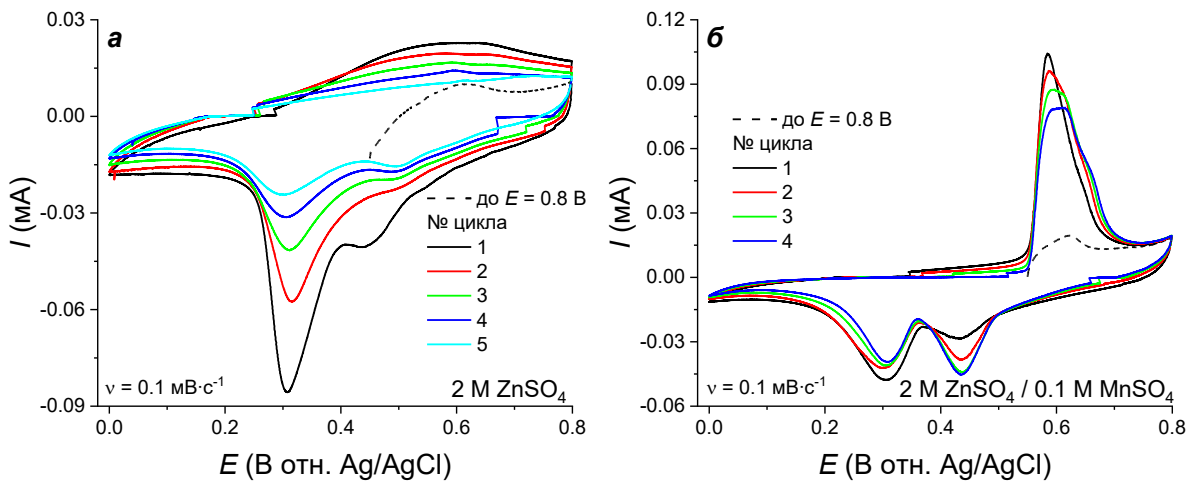 а
0.03
0.00
-0.03
-0.06
-0.09
I (мА)
до E = 0.8 В
№ цикла
1
2
3
4
5
ν = 0.1 мВ·с-1
2 M ZnSO4
0.0
0.2
0.4
0.6
0.8
E (В отн. Ag/AgCl)
б
0.12
0.09
0.06
0.03
0.00
-0.03
-0.06
I (мА)
до E = 0.8 В
№ цикла
1
2
3
4
ν = 0.1 мВ·с-1
2 M ZnSO4 / 0.1 M MnSO4
0.0
0.2
0.4
0.6
0.8
E (В отн. Ag/AgCl)